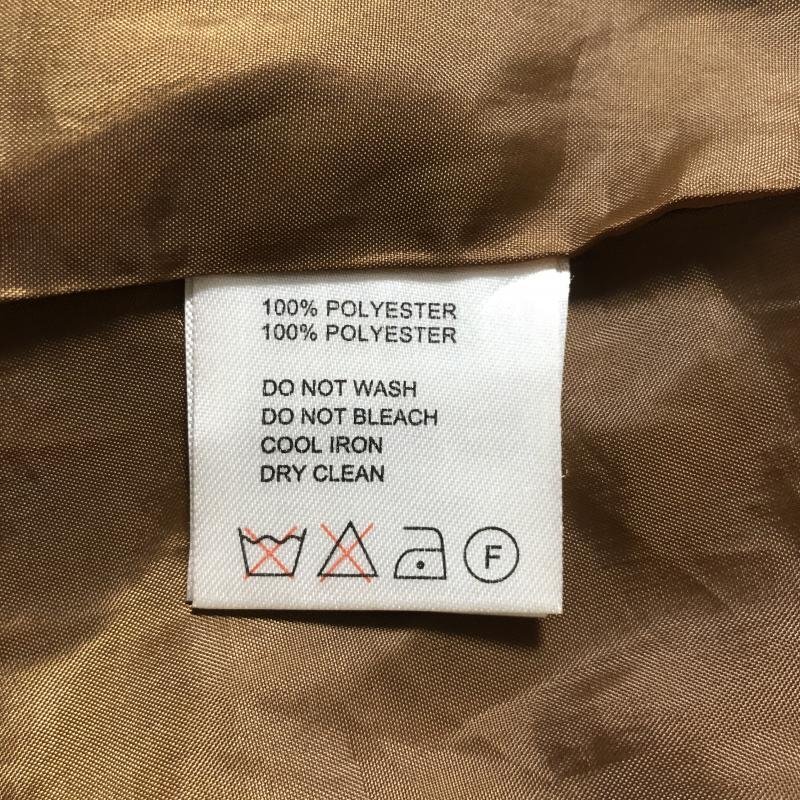 100% POLYESTER
100% POLYESTER
DO NOT WASH
DO NOT BLEACH
COOL IRON
DRY CLEAN
F